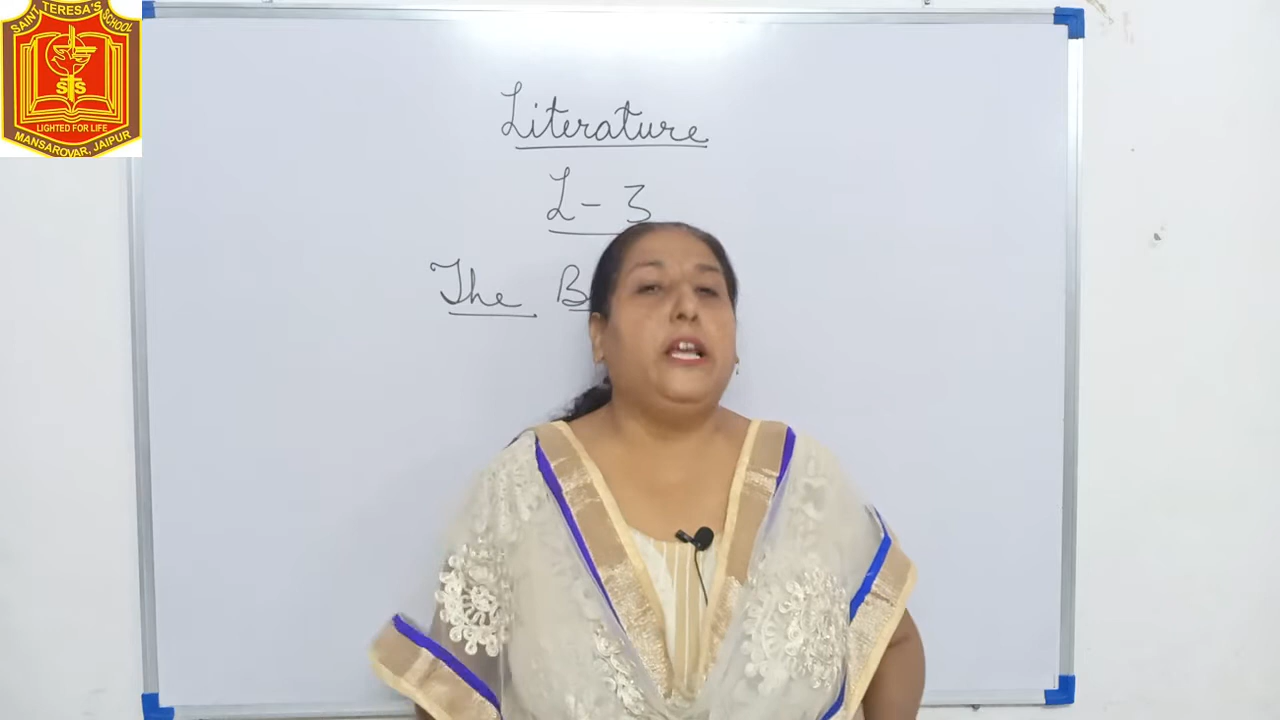 SAINT TERESA'S SCHOOL
STS
LIGHTED FOR LIFE
MANSAROVAR, JAIPUR
Literature
L - 3
The B